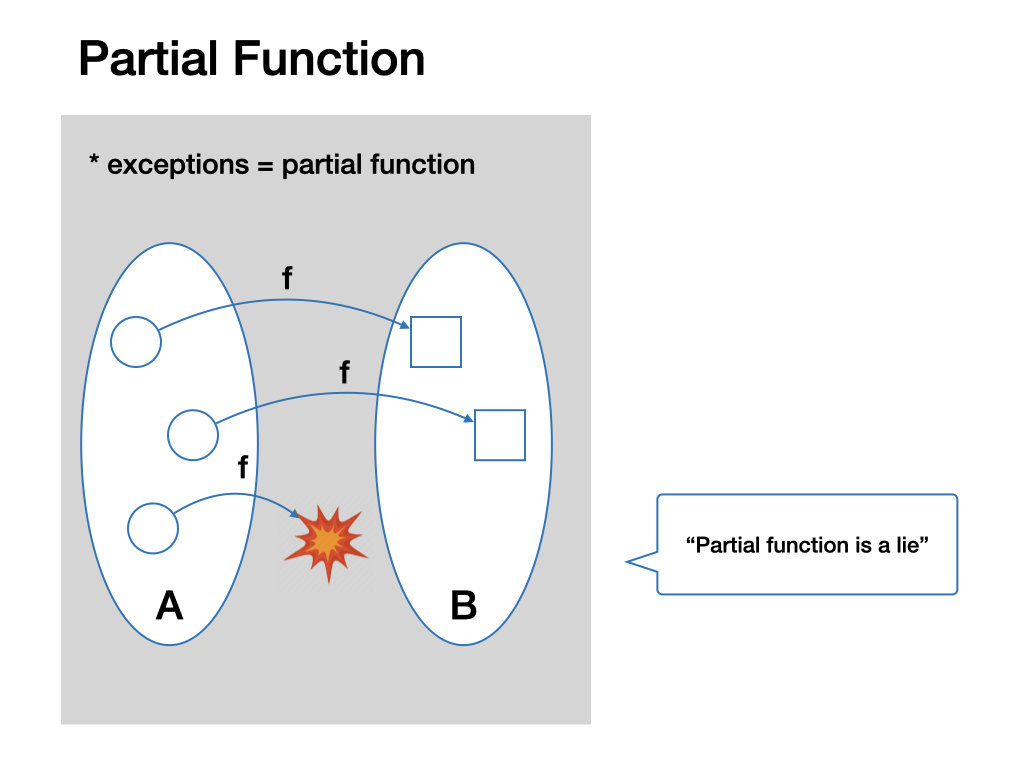 Partial Function
* exceptions = partial function
f
f
f
A
B
“Partial function is a lie”